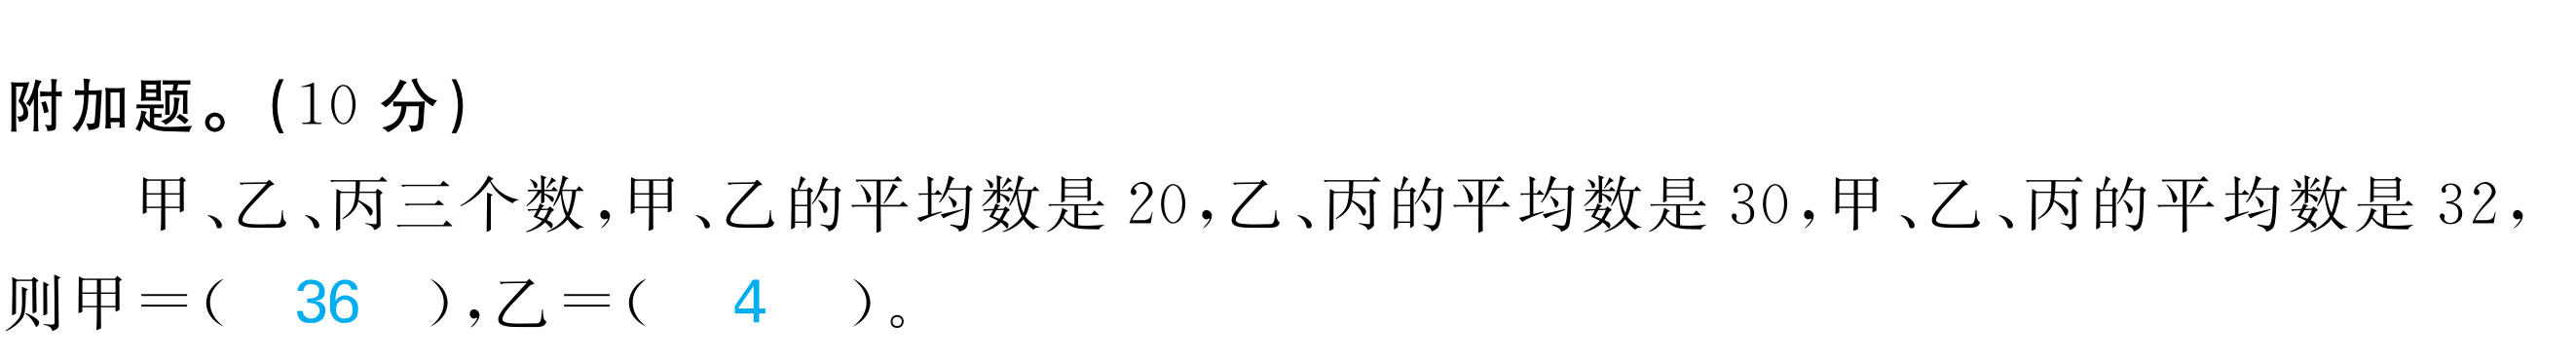 附加题。(10 分)
甲、乙、丙三个数,甲、乙的平均数是 20,乙、丙的平均数是 30,甲、乙、丙的平均数是 32,
则甲=( 36 ),乙=( 4 )。